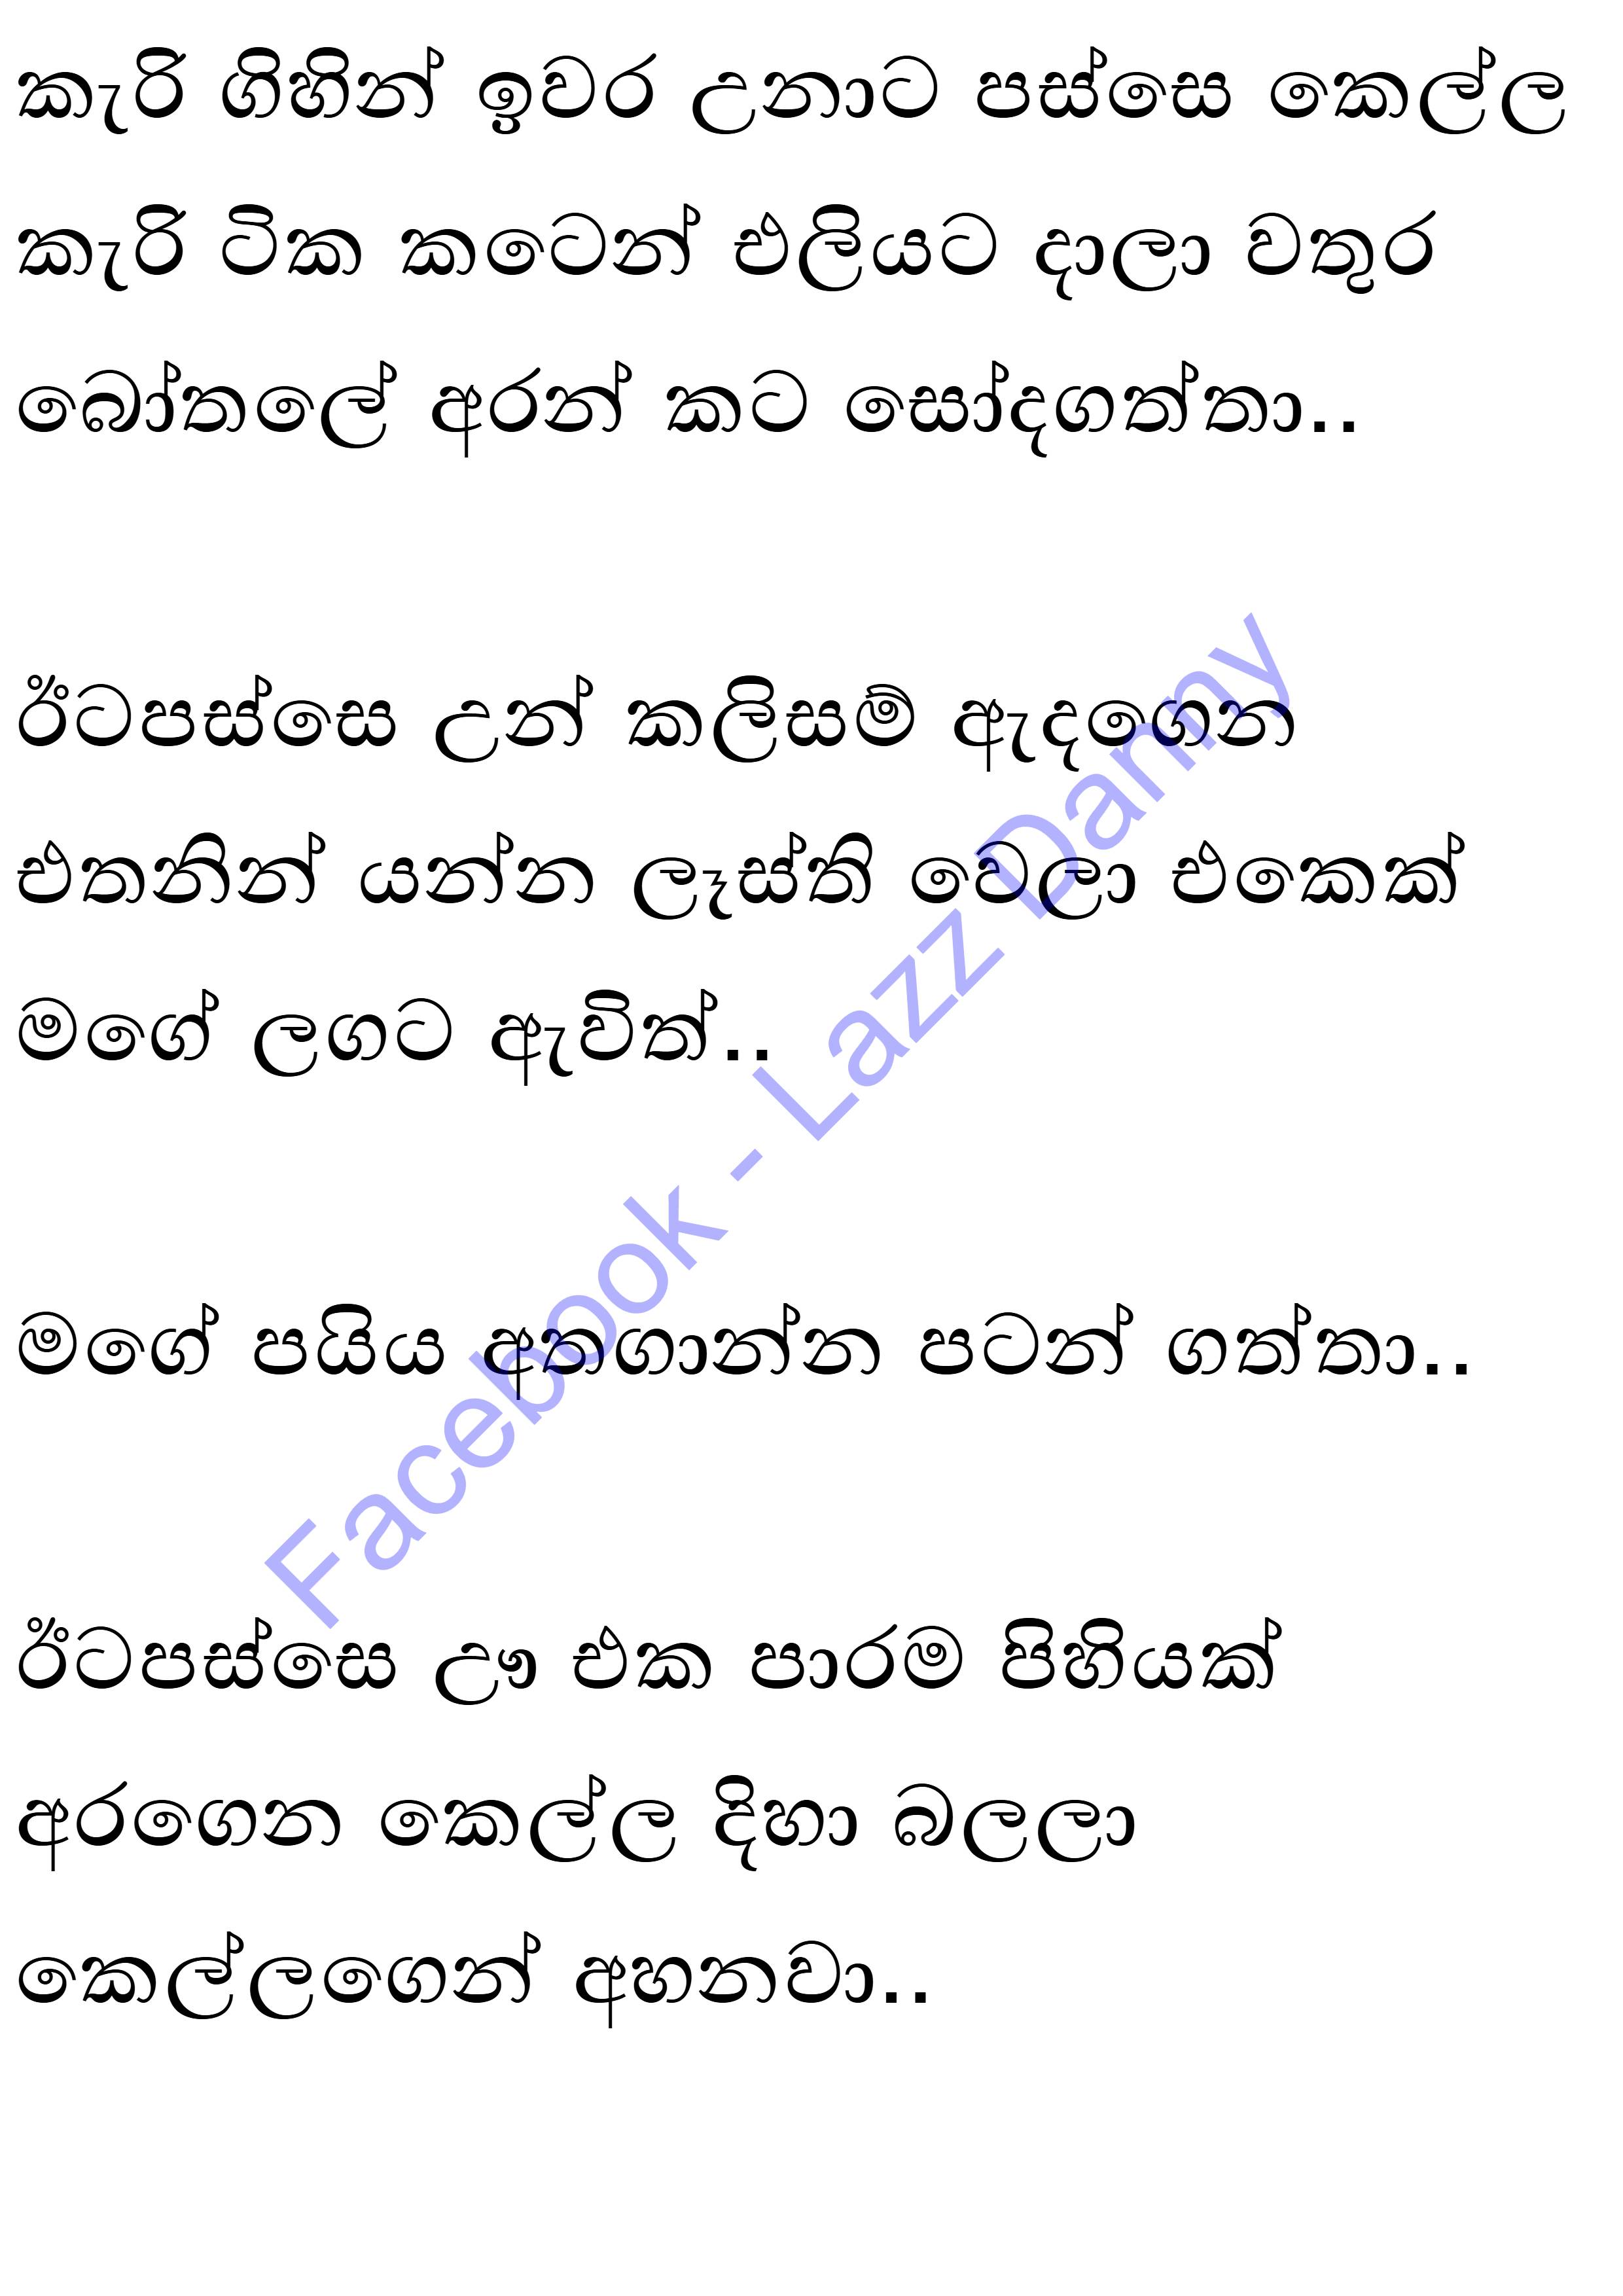 කැරි ගිහින් ඉවර උනාට පස්සෙ කෙල්ල
කැරි ටික කටෙන් එලියට දාලා වතුර
බෝතලේ අරන් කට සෝදගත්තා..
ඊටපස්සෙ උන් කලිසම් ඇදගෙන
එතනින් යන්න ලෑස්ති වෙලා එකෙක්
මගේ ලගට ඇවිත්..
මගේ පයිය අතගාන්න පටන් ගත්තා..
ඊටපස්සෙ ඌ එක පාරම පිහියක්
අරගෙන කෙල්ල දිහා බලලා
කෙල්ලගෙන් අහනවා..
Facebook - Lazz Danny